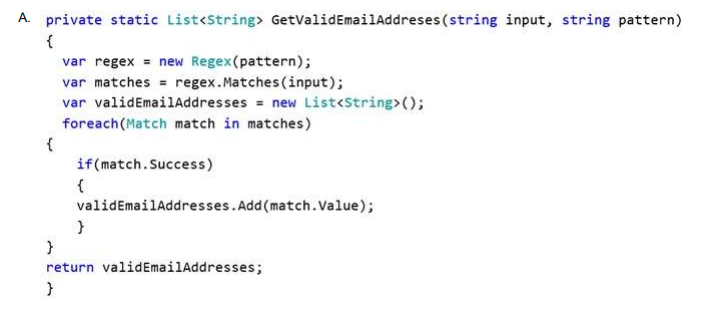 A. private static List<String> GetValidEmailAddreses(string input, string pattern)
{
var regex = new Regex(pattern);
var matches = regex.Matches(input);
var validEmailAddresses = new List<String>();
foreach(Match match in matches)
{
if(match.Success)
{
validEmailAddresses.Add(match.Value);
}
}
return validEmailAddresses;
}